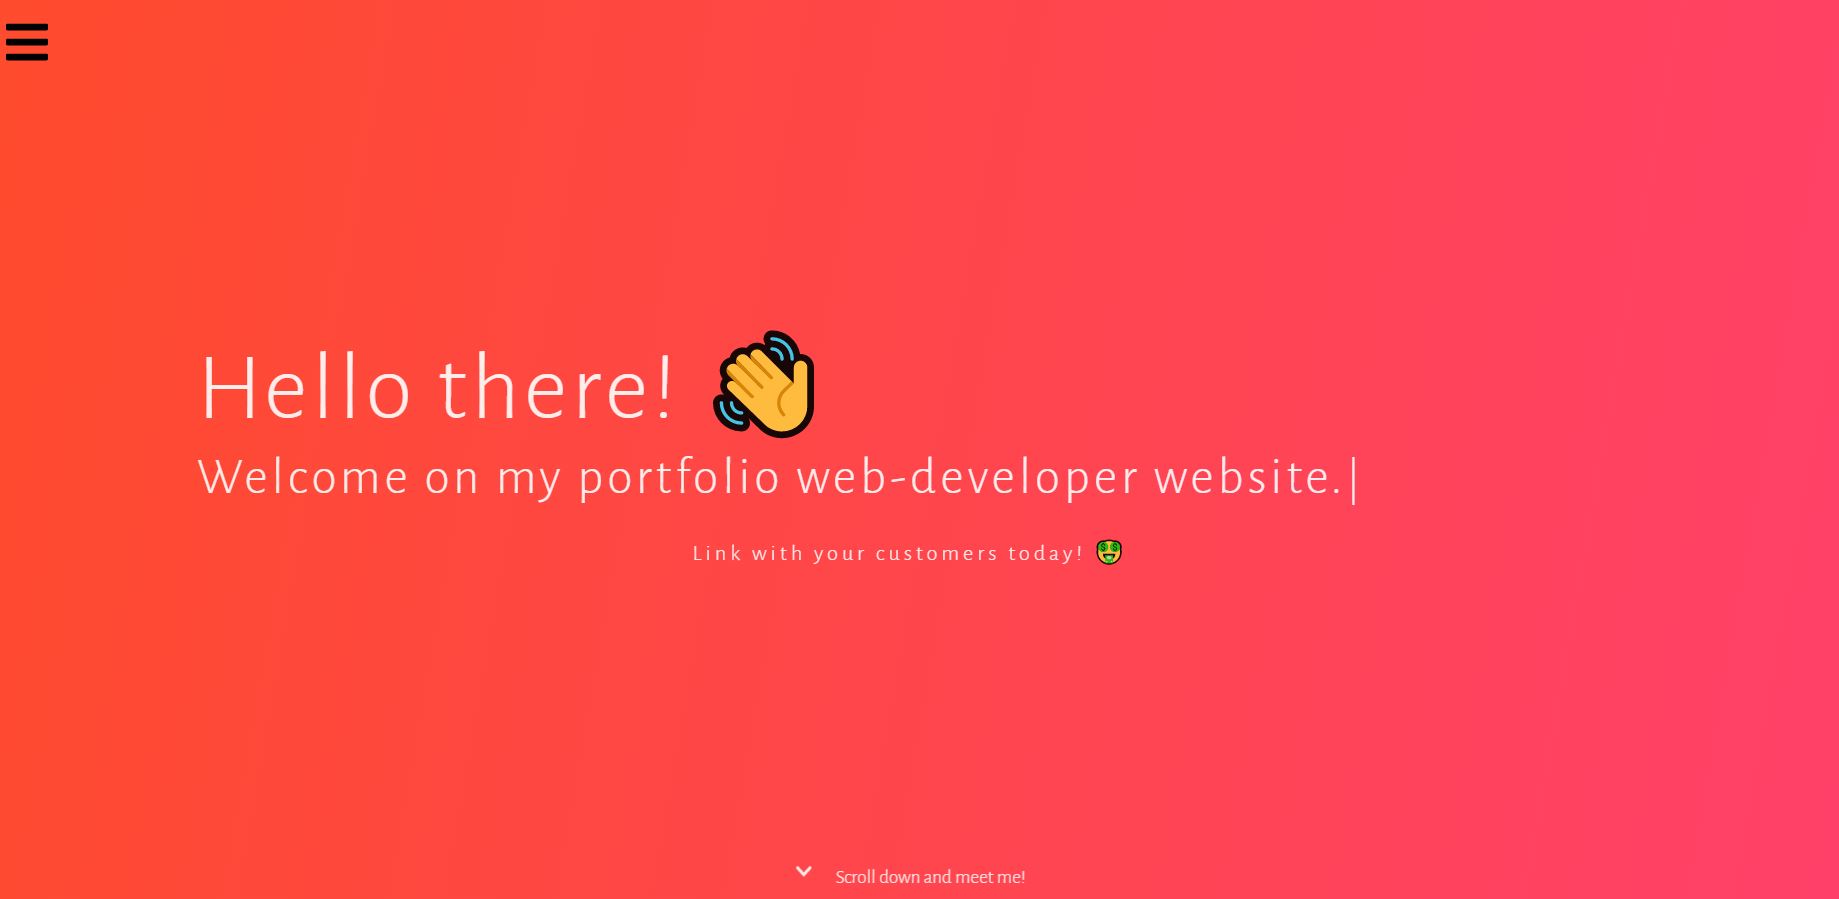 Hello there!
Welcome on my portfolio web-developer website.|
Link with your customers today!
Scroll down and meet me!